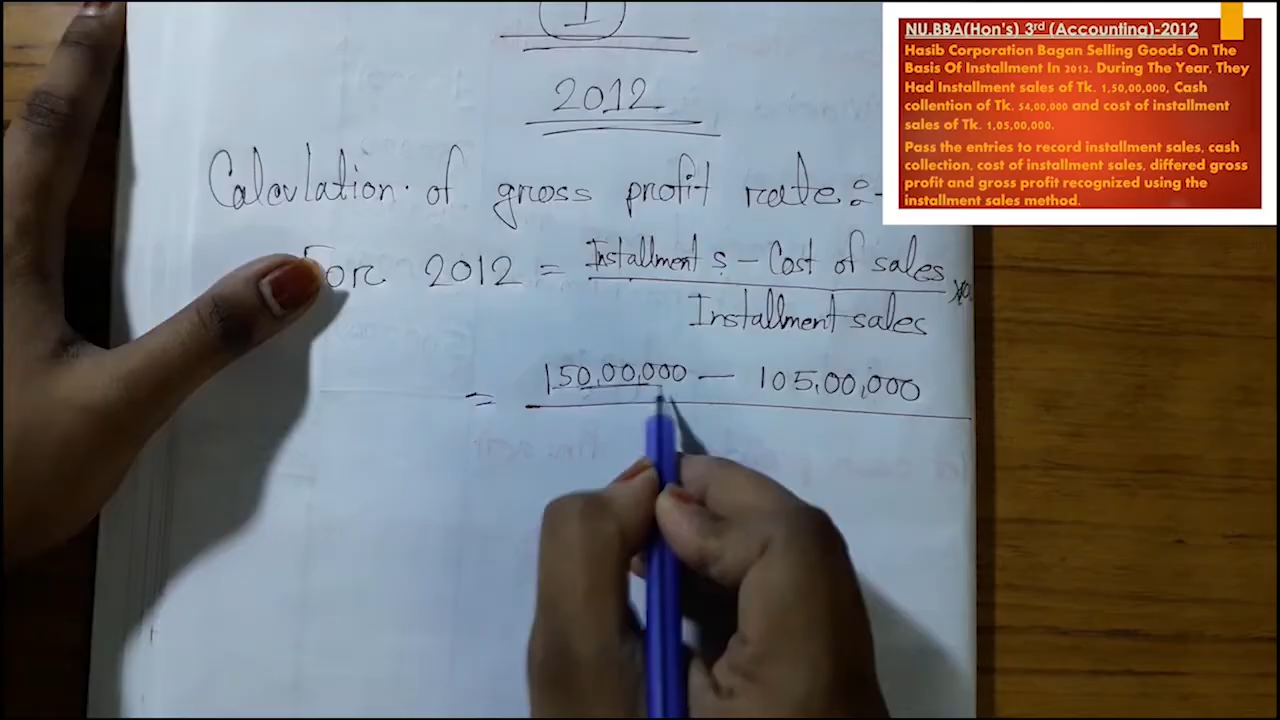 1
2012
Calculation of gross profit rate:-
Forc 2012 = Installment s - Cost of sales
Installment sales
= 150,00,000 - 105,00,000
NU.BBA(Hon's) 3rd (Accounting)-2012
Hasib Corporation Bagan Selling Goods On The
Basis Of Installment In 2012. During The Year, They
Had Installment sales of Tk. 1,50,00,000, Cash
collention of Tk. 54,00,000 and cost of installment
sales of Tk. 1,05,00,000.
Pass the entries to record installment sales, cash
collection, cost of installment sales, differed gross
profit and gross profit recognized using the
installment sales method.